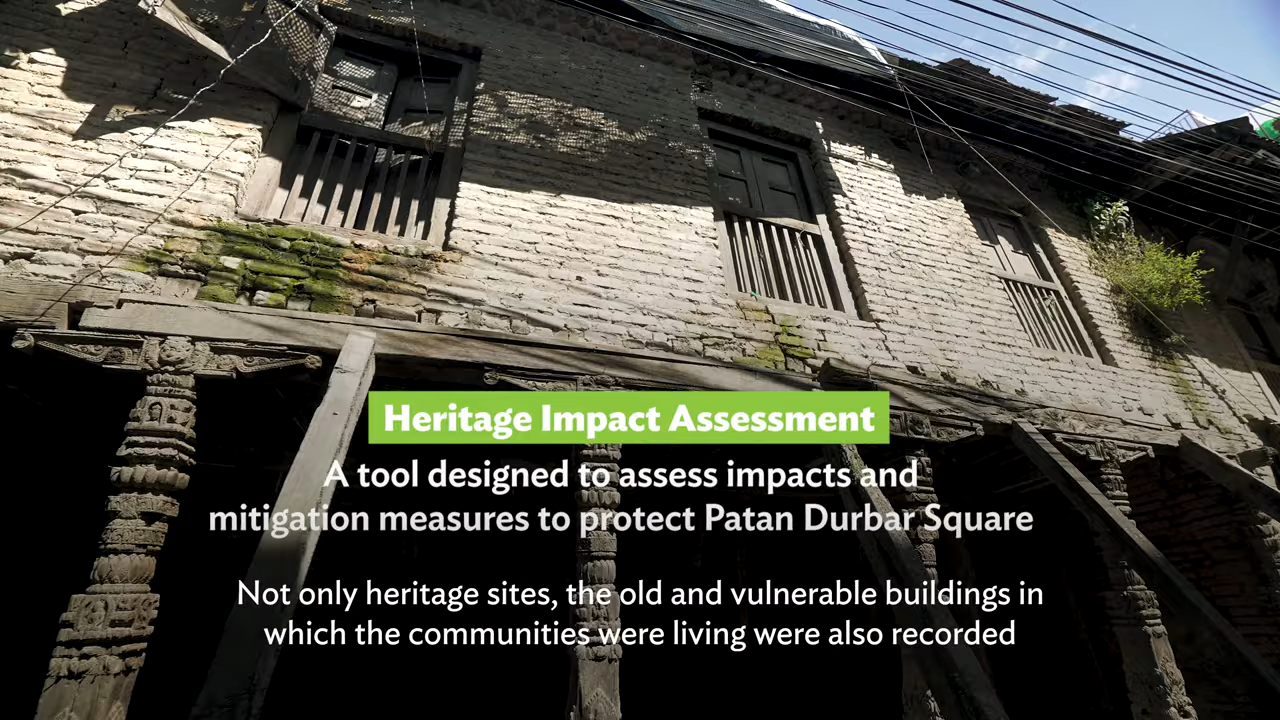 Heritage Impact Assessment
A tool designed to assess impacts and
mitigation measures to protect Patan Durbar Square
Not only heritage sites, the old and vulnerable buildings in
which the communities were living were also recorded